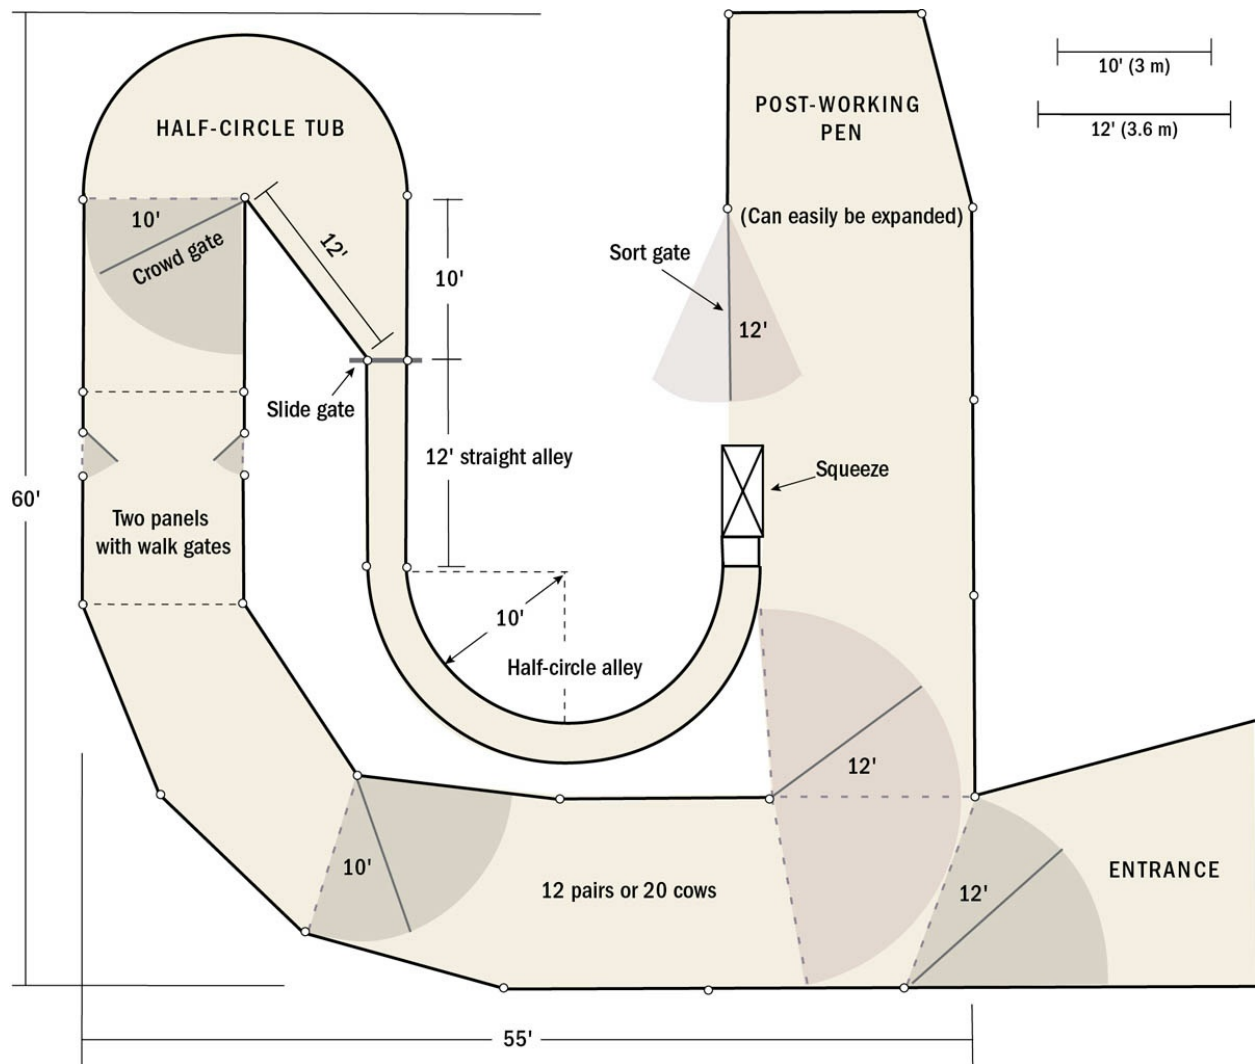 10' (3 m)
12' (3.6 m)
HALF-CIRCLE TUB
POST-WORKING
PEN
(Can easily be expanded)
10'
Crowd gate
12'
10'
Sort gate
12'
Slide gate
12' straight alley
Squeeze
60'
Two panels
with walk gates
10'
Half-circle alley
12'
10'
12 pairs or 20 cows
12'
ENTRANCE
55'